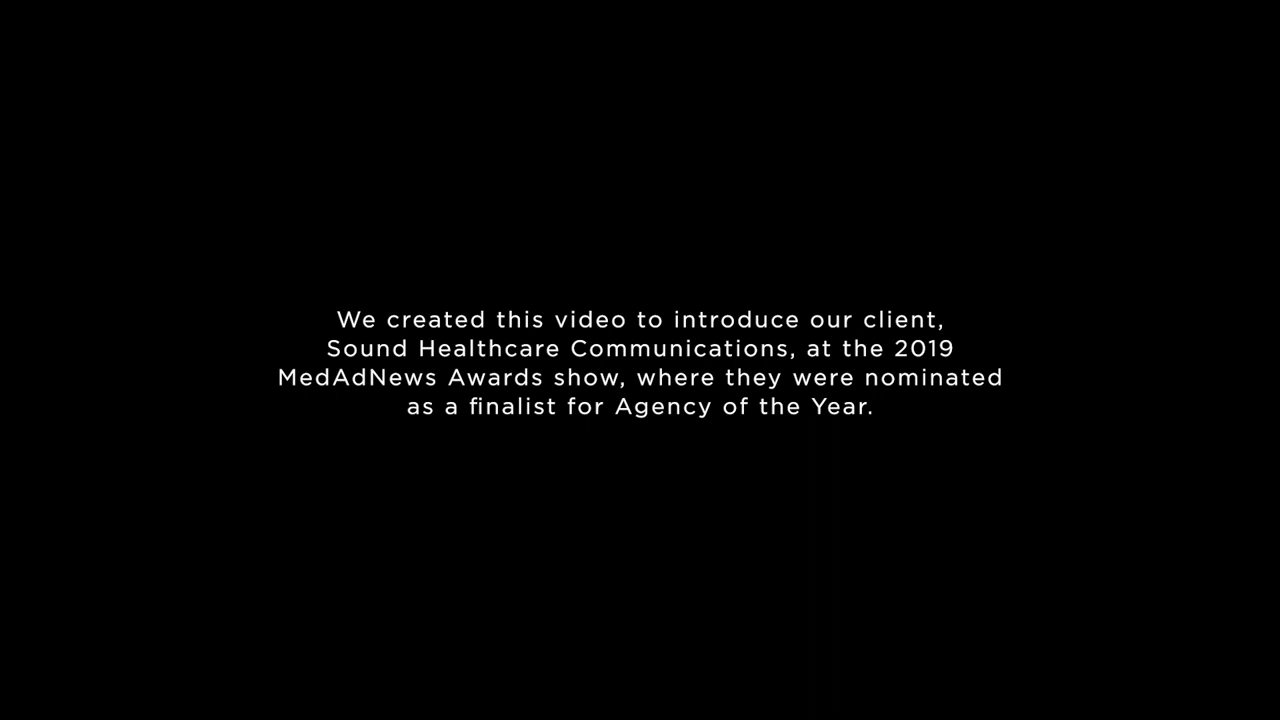 We created this video to introduce our client,
Sound Healthcare Communications, at the 2019
MedAdNews Awards show, where they were nominated
as a finalist for Agency of the Year.